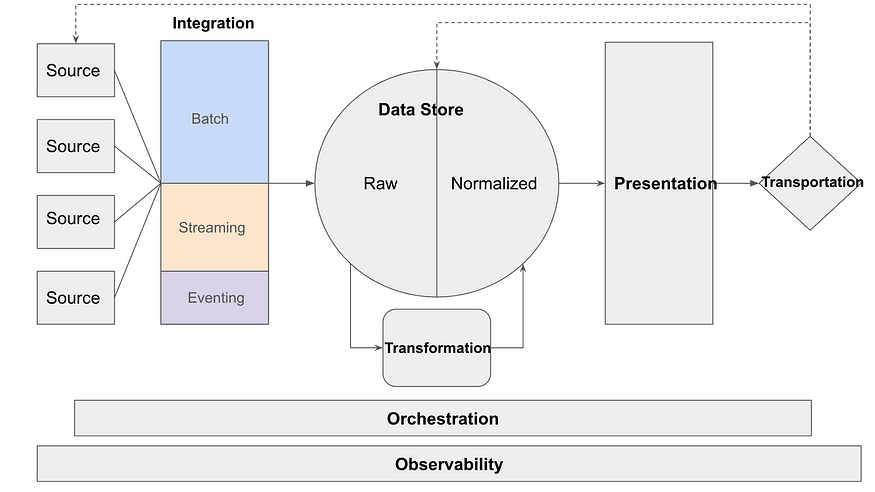 Integration
Source
Source
Source
Source
Batch
Streaming
Eventing
Data Store
Raw
Normalized
Transformation
Presentation
Transportation
Orchestration
Observability